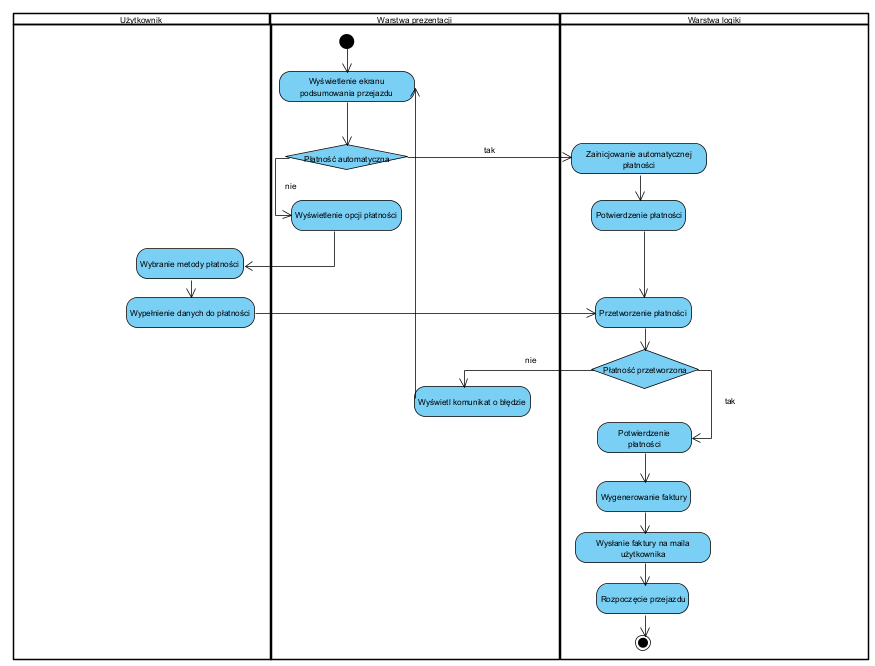 Użytkownik
Warstwa prezentacji
Warstwa logiki
Wyświetlenie ekranu
podsumowania przejazdu
Płatność automatyczna
tak
Zainicjowanie automatycznej
płatności
nie
Wyświetlenie opcji płatności
Potwierdzenie płatności
Wybranie metody płatności
Wypełnienie danych do płatności
Przetworzenie płatności
nie
Płatność przetworzona
tak
Wyświetl komunikat o błędzie
Potwierdzenie
płatności
Wygenerowanie faktury
Wysłanie faktury na maila
użytkownika
Rozpoczęcie przejazdu